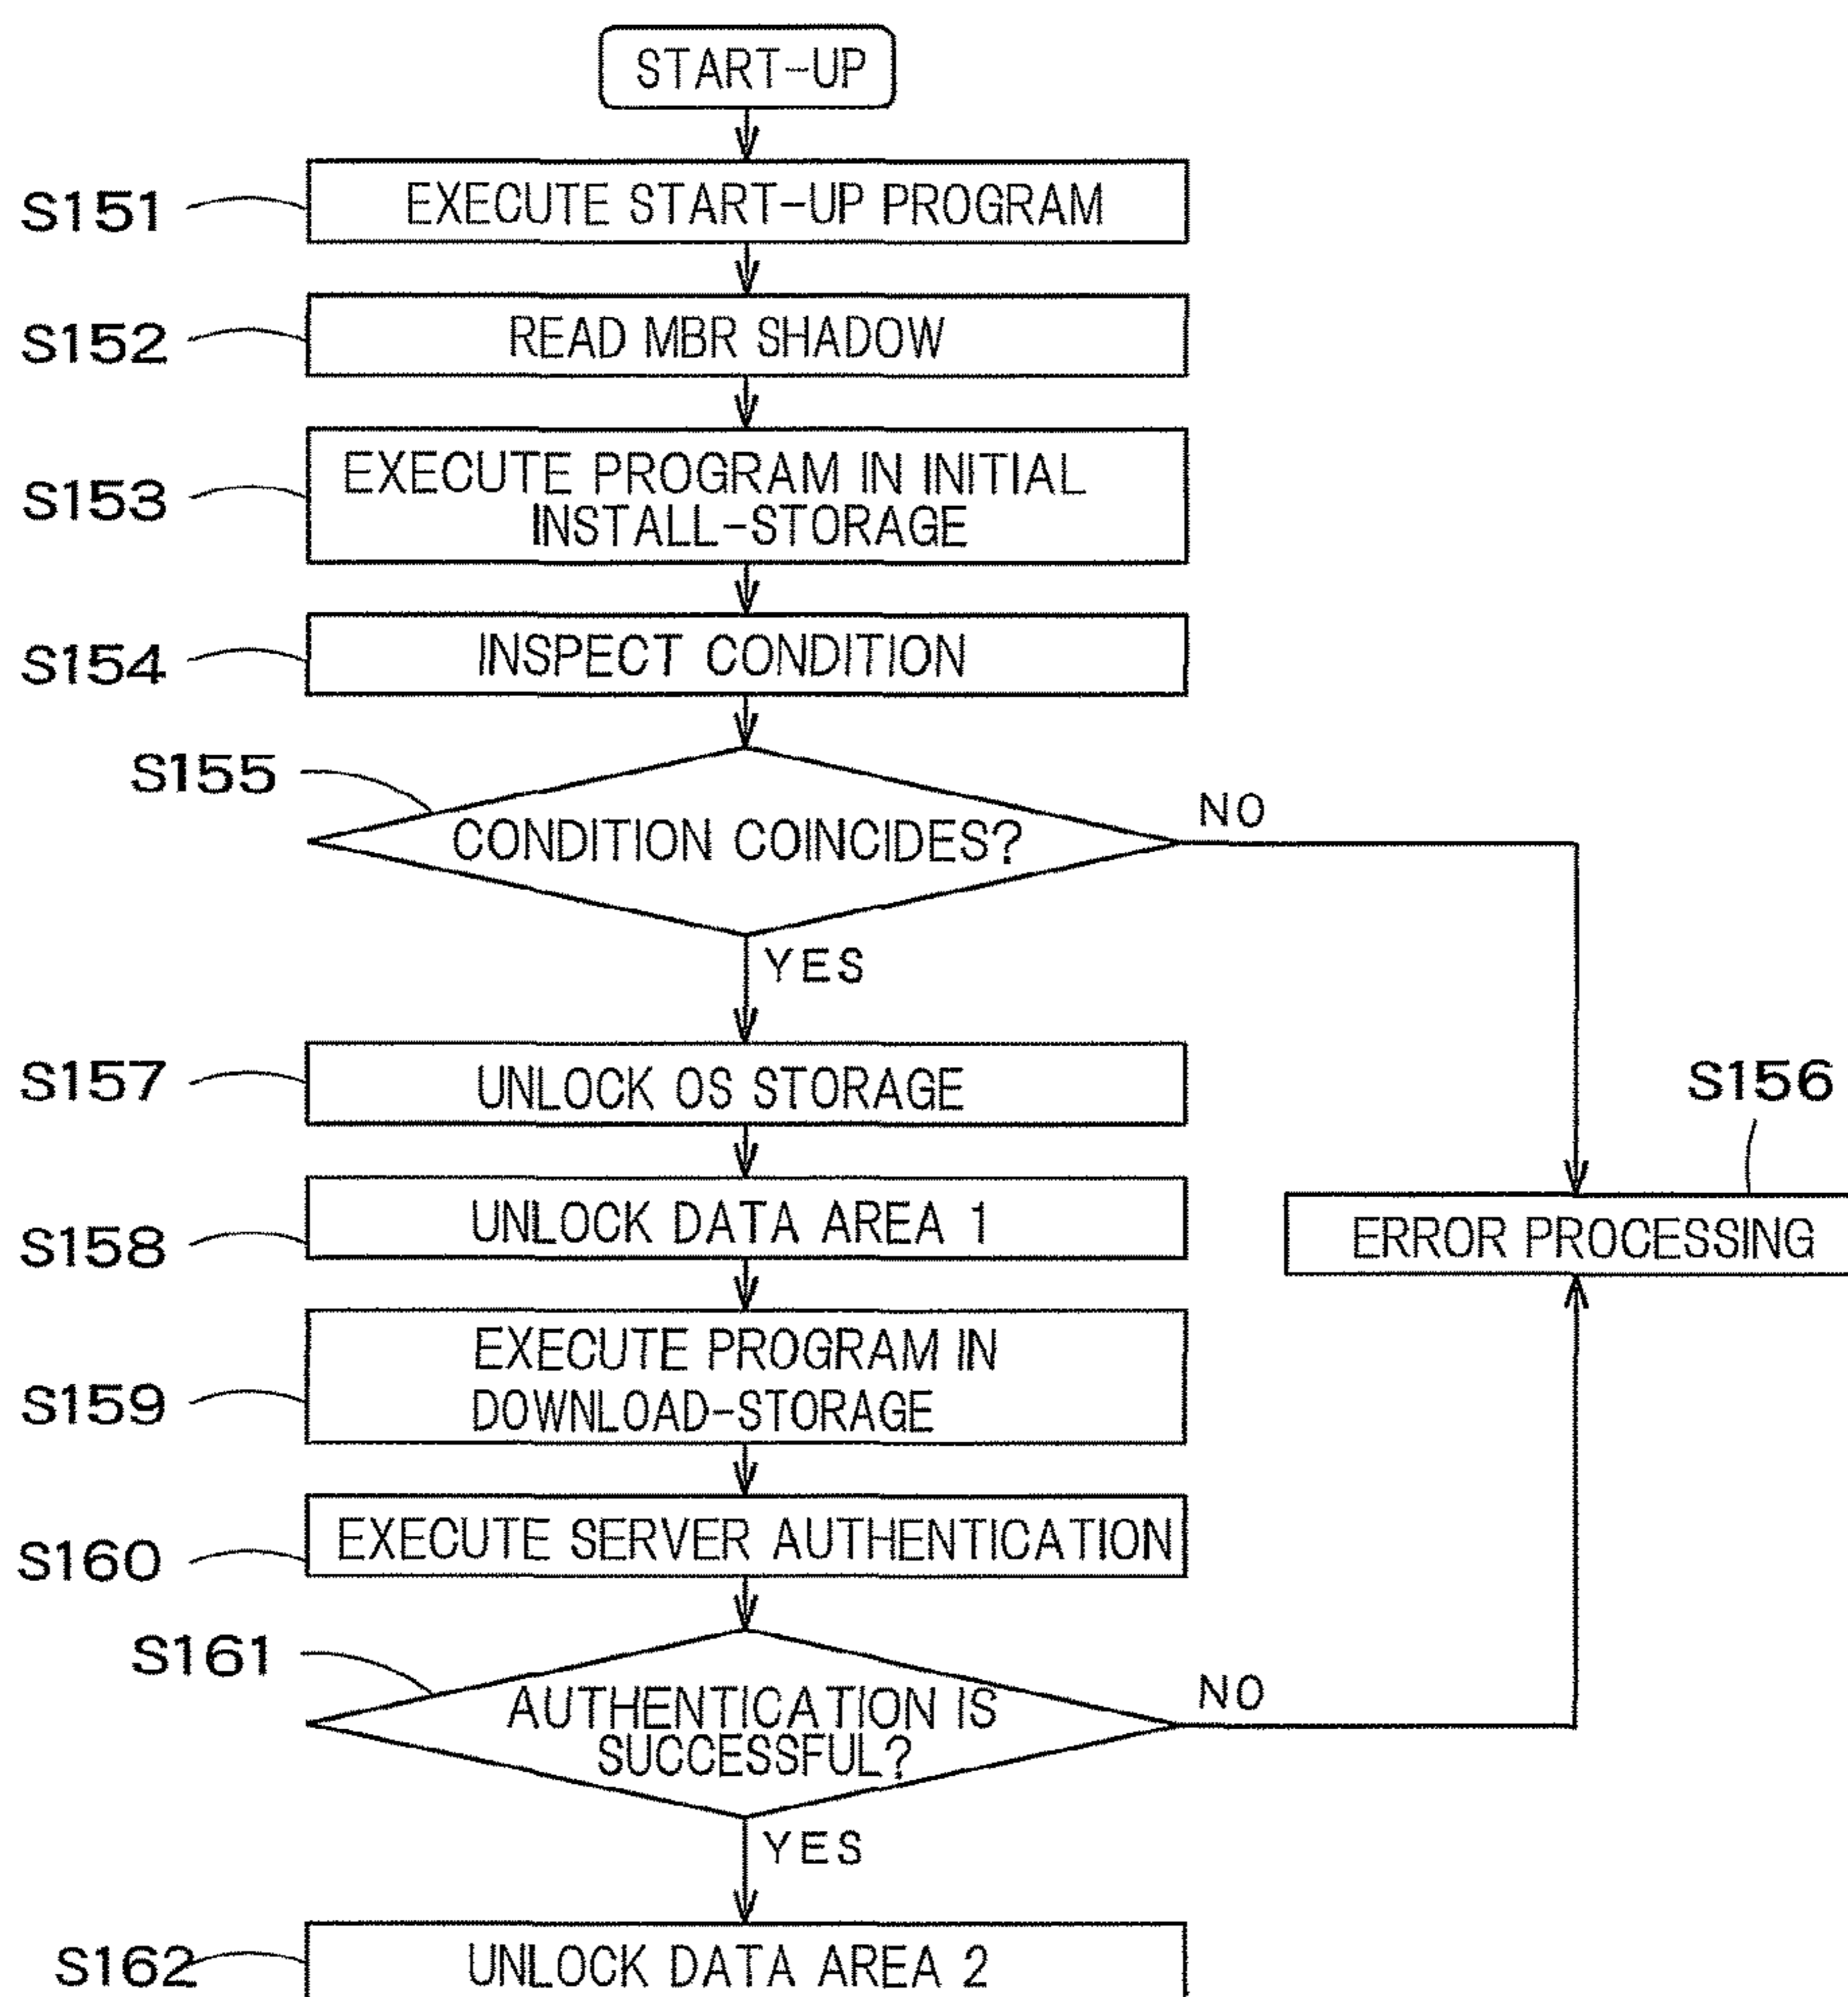 START-UP
S151
EXECUTE START-UP PROGRAM
S152
READ MBR SHADOW
S153
EXECUTE PROGRAM IN INITIAL
INSTALL-STORAGE
S154
INSPECT CONDITION
S155
CONDITION COINCIDES?
NO
YES
S157
UNLOCK OS STORAGE
S156
ERROR PROCESSING
S158
UNLOCK DATA AREA 1
S159
EXECUTE PROGRAM IN
DOWNLOAD-STORAGE
S160
EXECUTE SERVER AUTHENTICATION
S161
AUTHENTICATION IS
SUCCESSFUL?
NO
YES
S162
UNLOCK DATA AREA 2